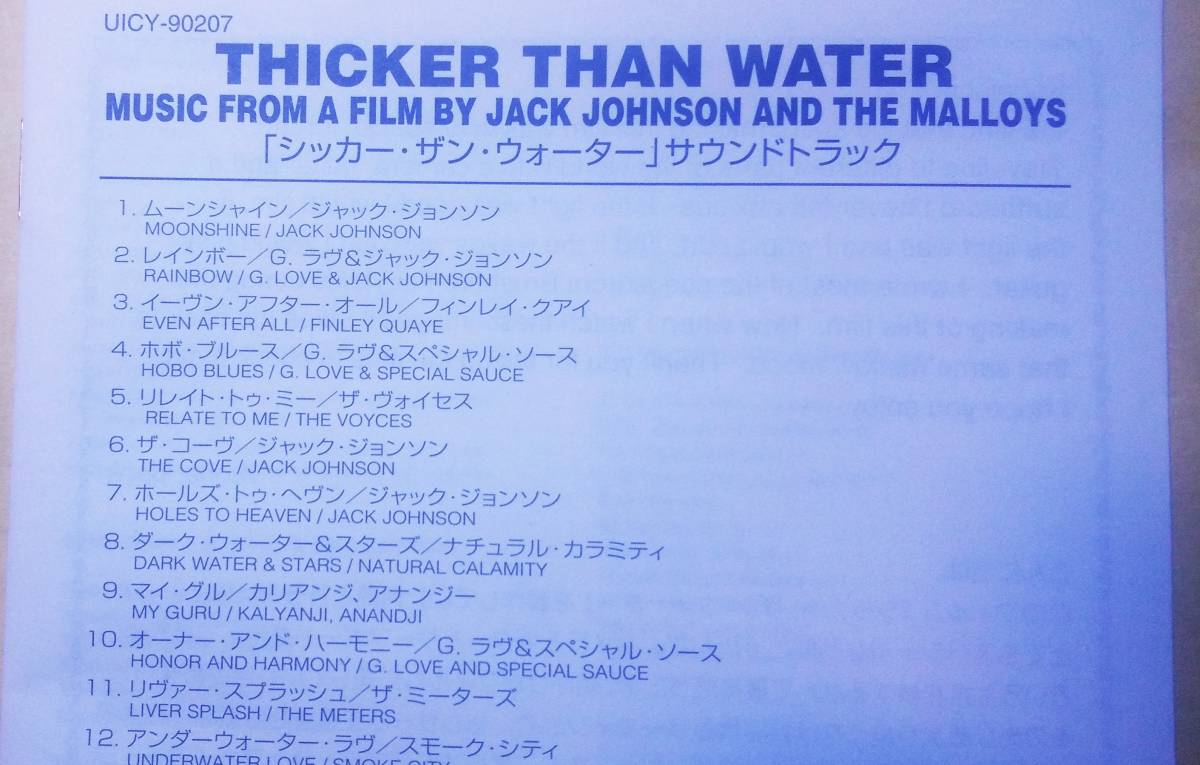 UICY-90207
THICKER THAN WATER
MUSIC FROM A FILM BY JACK JOHNSON AND THE MALLOYS
「シッカー・ザン・ウォーター」サウンドトラック
1. ムーンシャイン／ジャック・ジョンソン
MOONSHINE / JACK JOHNSON
2. レインボー／G. ラヴ&ジャック・ジョンソン
RAINBOW / G. LOVE & JACK JOHNSON
3. イーヴン・アフター・オール／フィンレイ・クアイ
EVEN AFTER ALL / FINLEY QUAYE
4. ホボ・ブルース／G. ラヴ&スペシャル・ソース
HOBO BLUES / G. LOVE & SPECIAL SAUCE
5. リレイト・トゥ・ミー／ザ・ヴォイセス
RELATE TO ME / THE VOYCES
6. ザ・コーヴ／ジャック・ジョンソン
THE COVE / JACK JOHNSON
7. ホールズ・トゥ・ヘヴン／ジャック・ジョンソン
HOLES TO HEAVEN / JACK JOHNSON
8. ダーク・ウォーター&スターズ／ナチュラル・カラミティ
DARK WATER & STARS / NATURAL CALAMITY
9. マイ・グル／カリアンジ、アナンジー
MY GURU / KALYANJI, ANANDJI
10. オーナー・アンド・ハーモニー／G. ラヴ&スペシャル・ソース
HONOR AND HARMONY / G. LOVE AND SPECIAL SAUCE
11. リヴァー・スプラッシュ／ザ・ミーターズ
LIVER SPLASH / THE METERS
12. アンダーウォーター・ラヴ／スモーク・シティ
UNDERWATER LOVE / SMOKE CITY